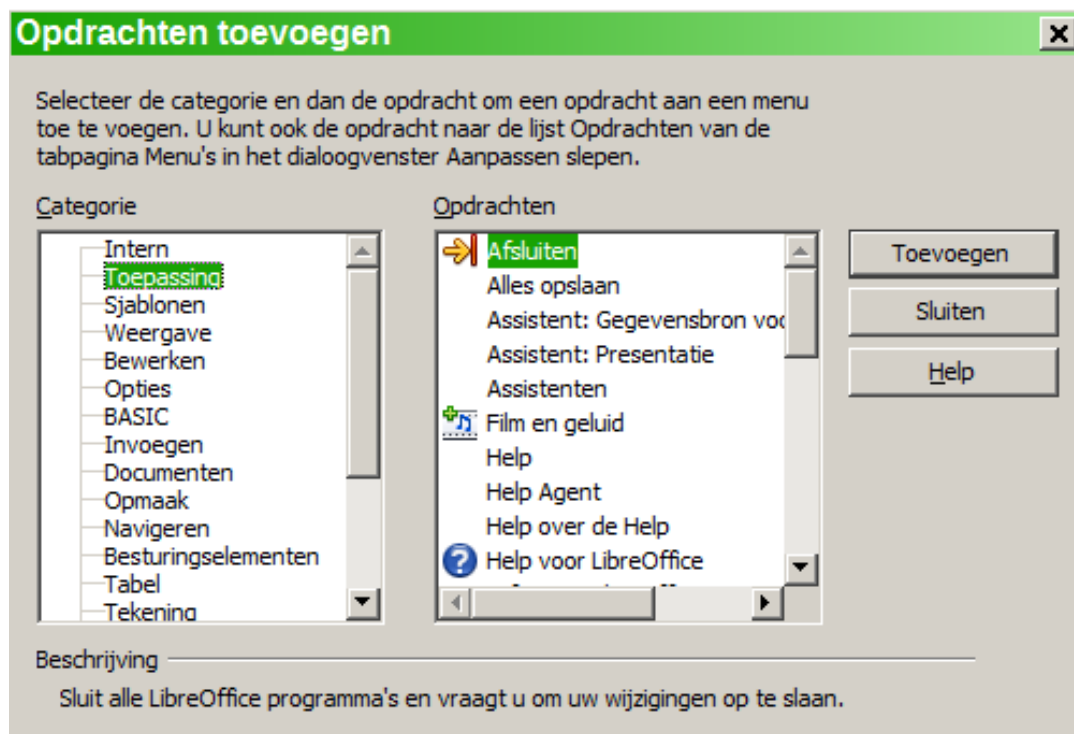 Opdrachten toevoegen
Selecteer de categorie en dan de opdracht om een opdracht aan een menu
toe te voegen. U kunt ook de opdracht naar de lijst Opdrachten van de
tabpagina Menu's in het dialoogvenster Aanpassen slepen.
Categorie
Intern
Toepassing
Sjablonen
Weergave
Bewerken
Opties
BASIC
Invoegen
Documenten
Opmaak
Navigeren
Besturingselementen
Tabel
Tekening
Opdrachten
Afsluiten
Alles opslaan
Assistent: Gegevensbron voo
Assistent: Presentatie
Assistenten
Film en geluid
Help
Help Agent
Help over de Help
Help voor LibreOffice
Toevoegen
Sluiten
Help
Beschrijving
Sluit alle LibreOffice programma's en vraagt u om uw wijzigingen op te slaan.